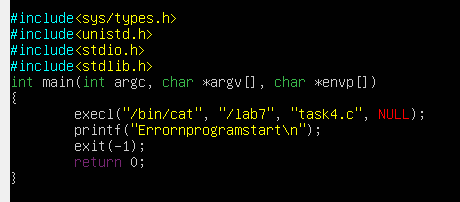 #include<sys/types.h>
#include<unistd.h>
#include<stdio.h>
#include<stdlib.h>
int main(int argc, char *argv[], char *envp[])
{
execl("/bin/cat", "/lab7", "task4.c", NULL);
printf("Errornprogramstart\n");
exit(-1);
return 0;
}